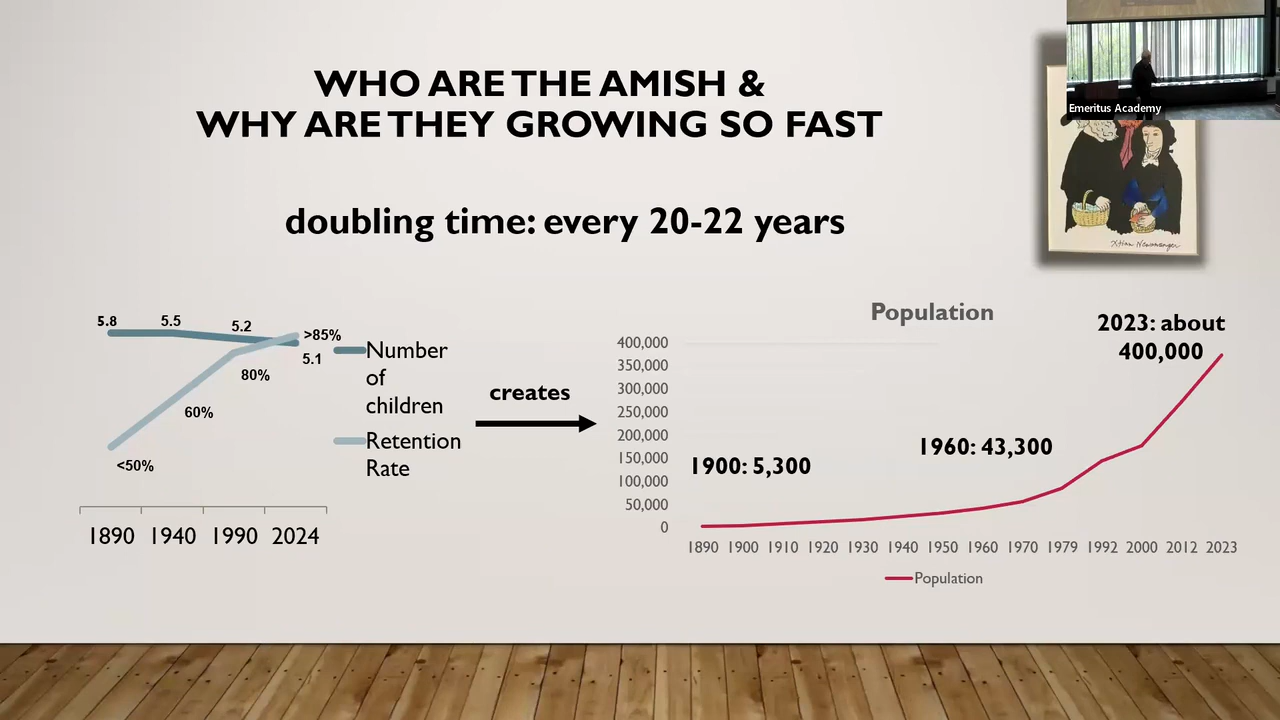 WHO ARE THE AMISH &
WHY ARE THEY GROWING SO FAST
Emeritus Academy
doubling time: every 20-22 years
5.8
5.5
5.2
>85%
5.1
80%
60%
<50%
Number
of
children
Retention
Rate
1890 1940 1990 2024
creates
Population
2023: about
400,000
400,000
350,000
300,000
250,000
200,000
150,000
100,000
50,000
0
1900: 5,300
1960: 43,300
1890 1900 1910 1920 1930 1940 1950 1960 1970 1979 1992 2000 2012 2023
Population